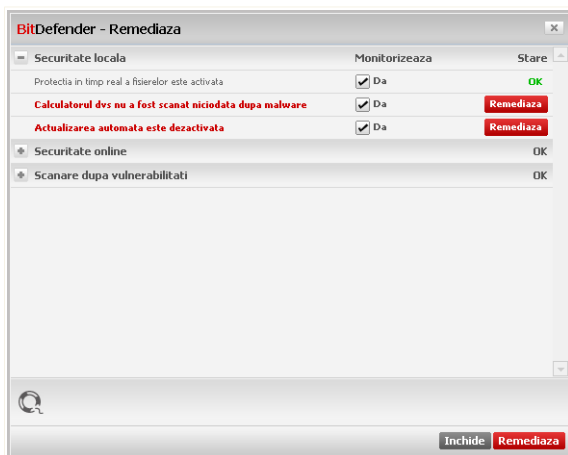 BitDefender - Remediaza
Securitate locala Monitorizeaza Stare
Protectia in timp real a fisierelor este activata Da OK
Calculatorul dvs nu a fost scanat niciodata dupa malware Da Remediaza
Actualizarea automata este dezactivata Da Remediaza
Securitate online OK
Scanare dupa vulnerabilitati OK
Inchide Remediaza